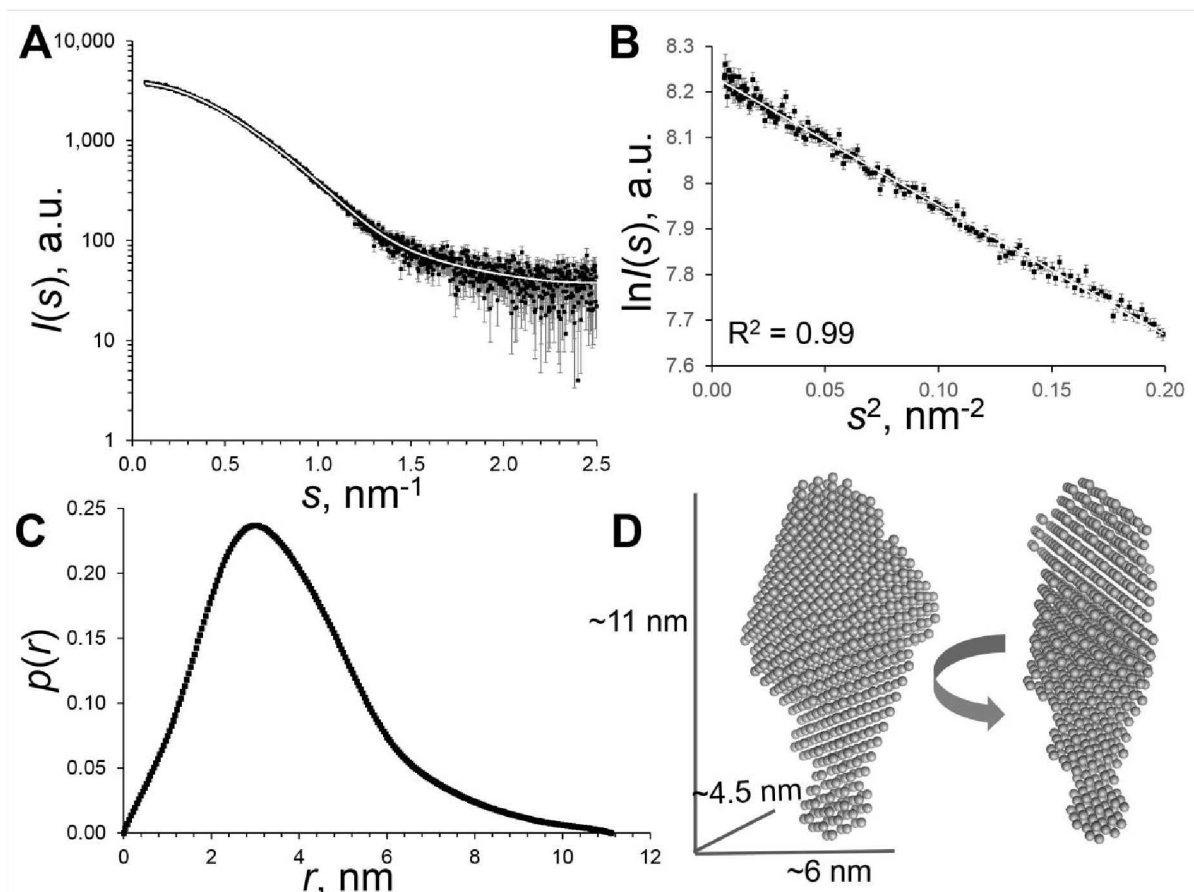 A
10,000
1,000
100
10
1
I(s), a.u.
0.0 0.5 1.0 1.5 2.0 2.5
s, nm⁻¹
B
8.3
8.2
8.1
8
7.9
7.8
7.7
7.6
lnI(s), a.u.
R² = 0.99
0.00 0.05 0.10 0.15 0.20
s², nm⁻²
C
0.25
0.20
0.15
0.10
0.05
0.00
p(r)
0 2 4 6 8 10 12
r, nm
D
~11 nm
~4.5 nm
~6 nm